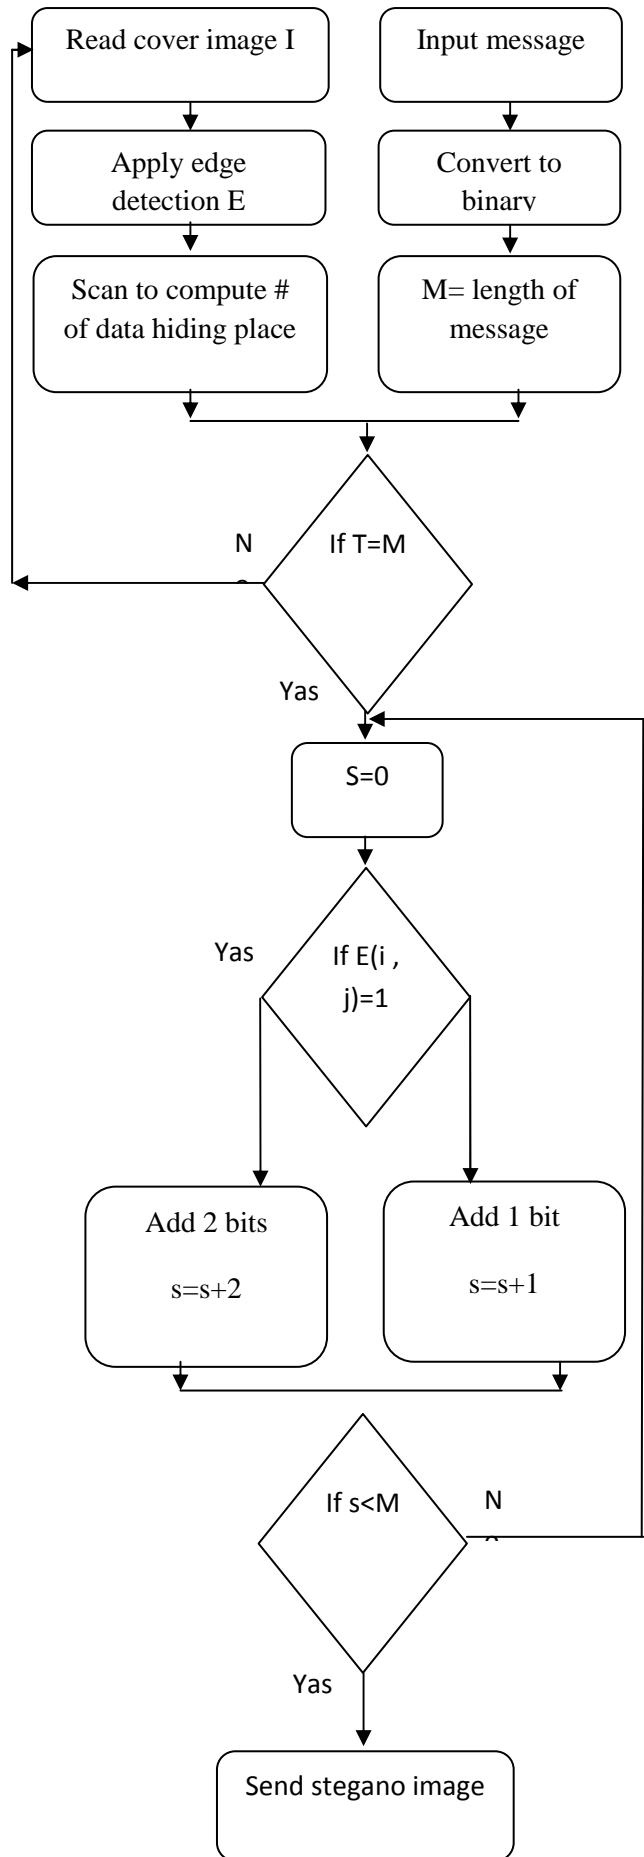 Read cover image I
Input message
Apply edge
detection E
Convert to
binary
Scan to compute #
of data hiding place
M= length of
message
N
If T=M
Yas
S=0
Yas
If E(i ,
j)=1
Add 2 bits
s=s+2
Add 1 bit
s=s+1
If s<M
N
Yas
Send stegano image